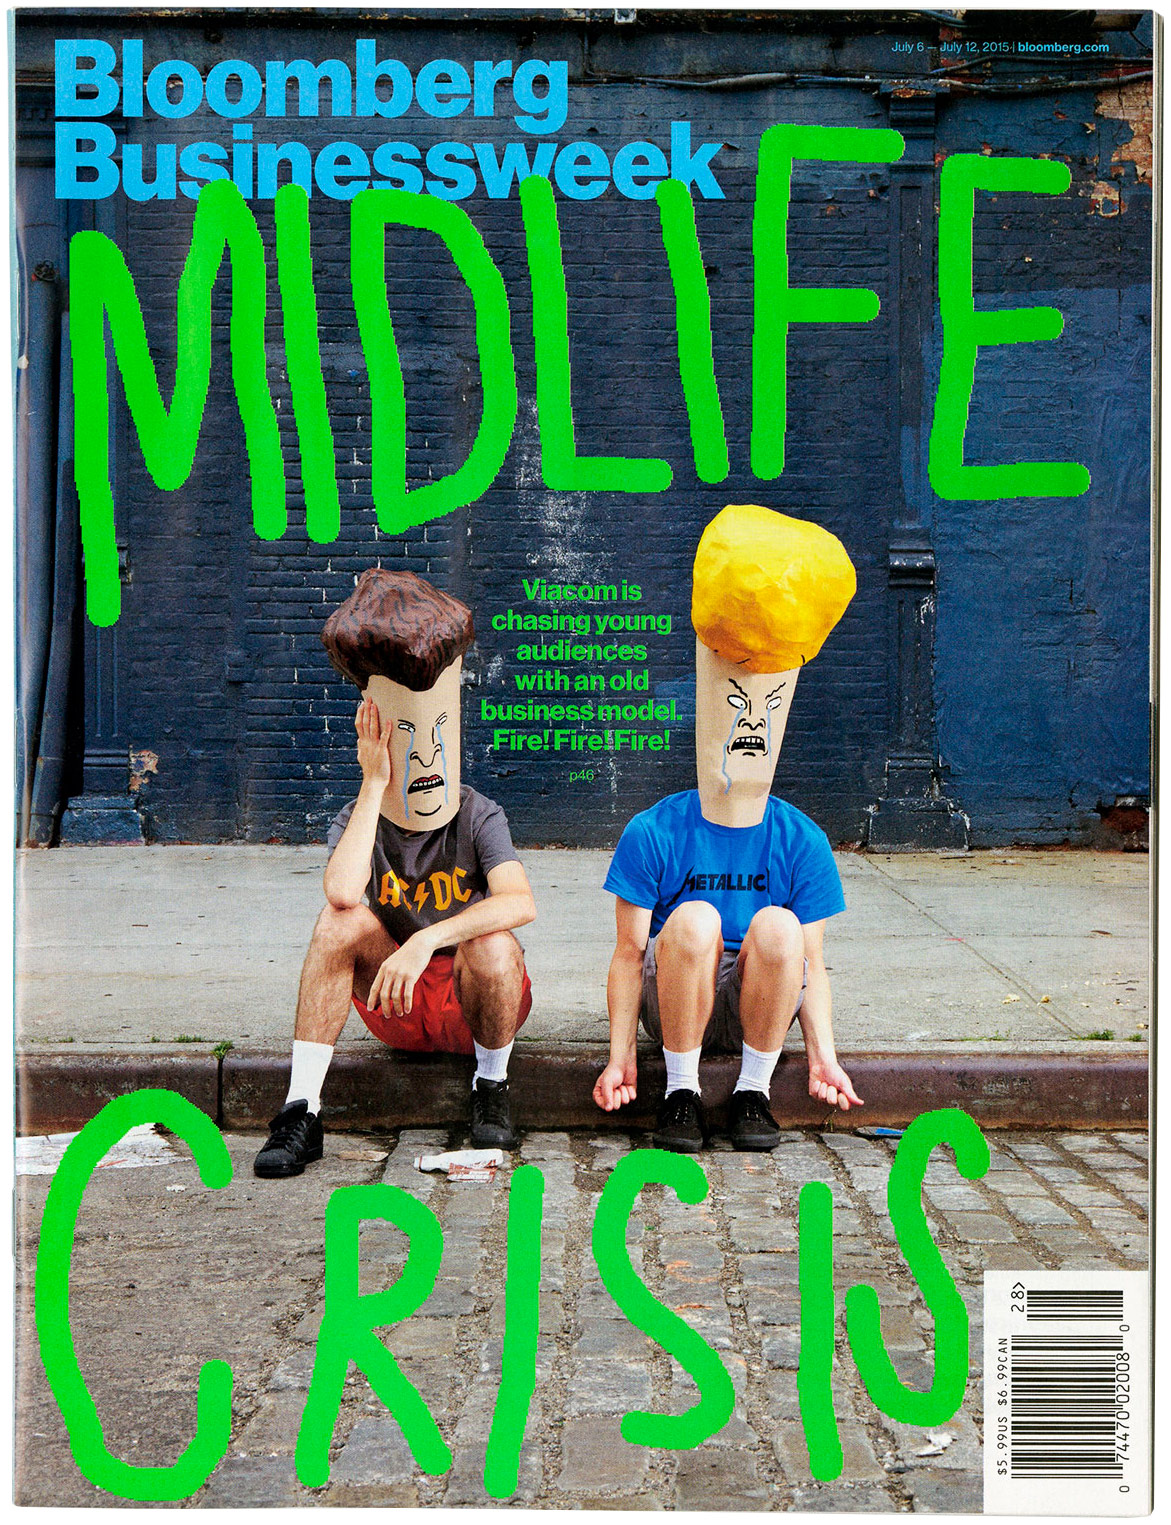 Bloomberg
Businessweek
July 6 — July 12, 2015 | bloomberg.com
MIDLIFE
Viacom is
chasing young
audiences
with an old
business model.
Fire! Fire! Fire!
p46
AC DC
METALLIC
CRISIS
$5.99US $6.99CAN
28>
0 74470 02008 0